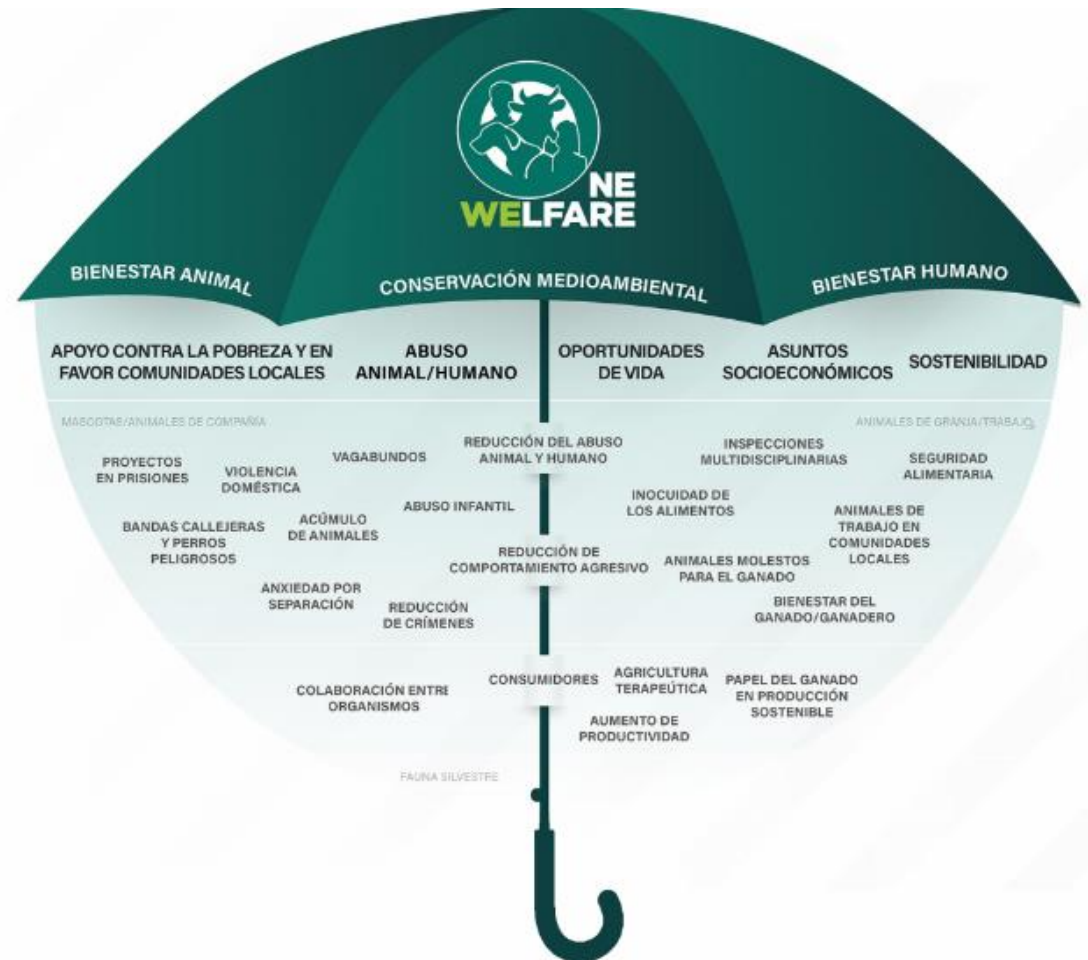 ONE
WELFARE
BIENESTAR ANIMAL
CONSERVACIÓN MEDIOAMBIENTAL
BIENESTAR HUMANO
APOYO CONTRA LA POBREZA Y EN
FAVOR COMUNIDADES LOCALES
ABUSO
ANIMAL/HUMANO
OPORTUNIDADES
DE VIDA
ASUNTOS
SOCIOECONÓMICOS
SOSTENIBILIDAD
MASCOTAS/ANIMALES DE COMPAÑÍA
ANIMALES DE GRANJA/TRABAJO
PROYECTOS
EN PRISIONES
VIOLENCIA
DOMÉSTICA
VAGABUNDOS
REDUCCIÓN DEL ABUSO
ANIMAL Y HUMANO
INSPECCIONES
MULTIDISCIPLINARIAS
SEGURIDAD
ALIMENTARIA
BANDAS CALLEJERAS
Y PERROS
PELIGROSOS
ACÚMULO
DE ANIMALES
ABUSO INFANTIL
INOCUIDAD DE
LOS ALIMENTOS
ANIMALES DE
TRABAJO EN
COMUNIDADES
LOCALES
REDUCCIÓN DE
COMPORTAMIENTO AGRESIVO
ANIMALES MOLESTOS
PARA EL GANADO
ANXIEDAD POR
SEPARACIÓN
REDUCCIÓN
DE CRÍMENES
BIENESTAR DEL
GANADO/GANADERO
COLABORACIÓN ENTRE
ORGANISMOS
CONSUMIDORES
AGRICULTURA
TERAPEÚTICA
PAPEL DEL GANADO
EN PRODUCCIÓN
SOSTENIBLE
AUMENTO DE
PRODUCTIVIDAD
FAUNA SILVESTRE